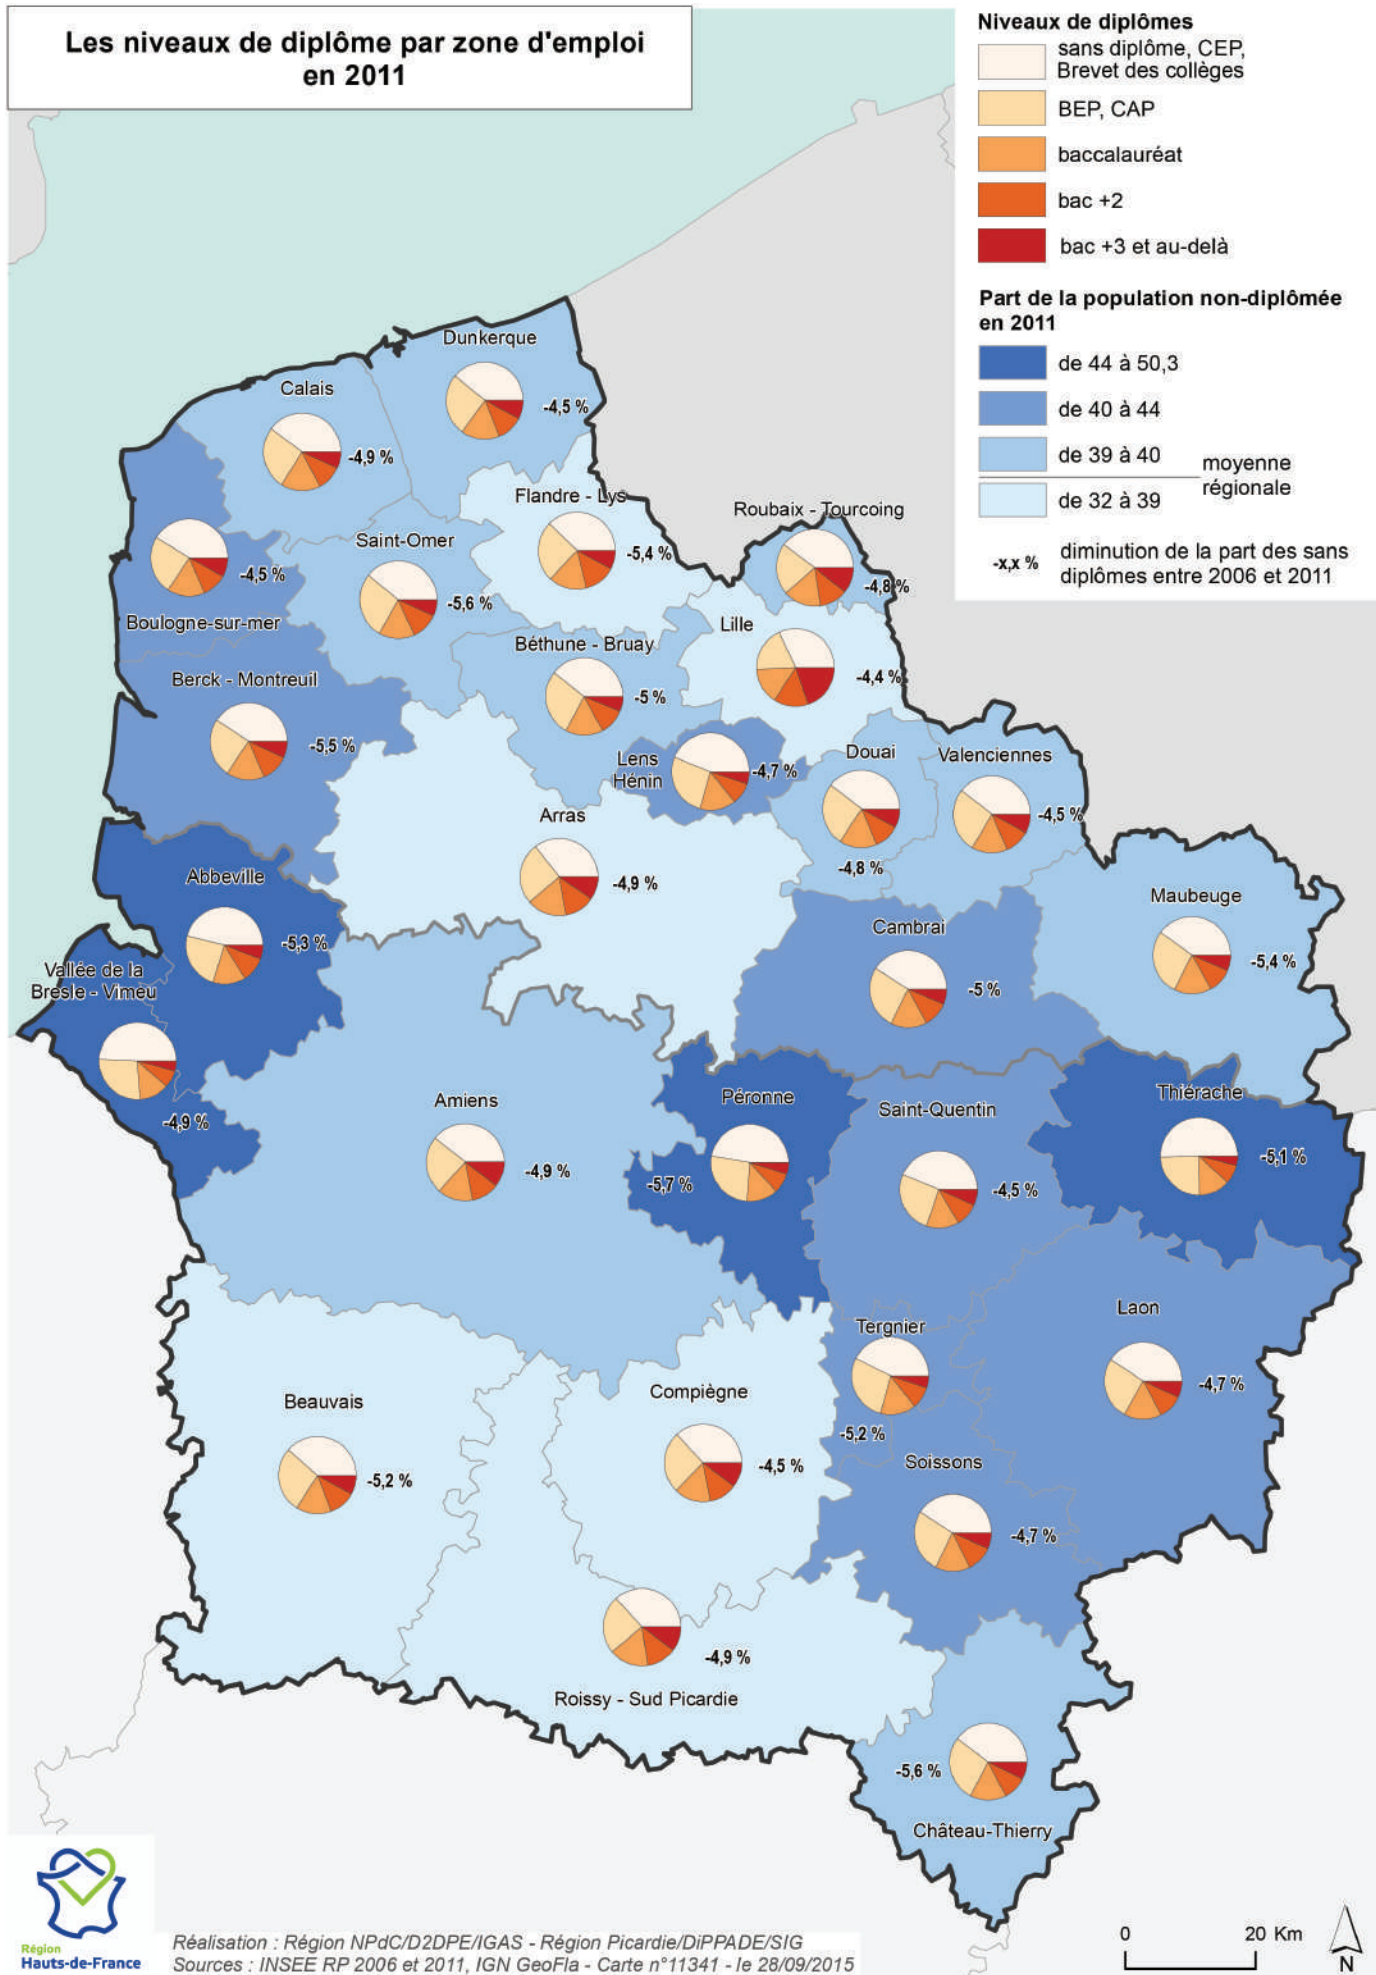 Les niveaux de diplôme par zone d'emploi
en 2011
Niveaux de diplômes
sans diplôme, CEP,
Brevet des collèges
BEP, CAP
baccalauréat
bac +2
bac +3 et au-delà
Part de la population non-diplômée
en 2011
de 44 à 50,3
de 40 à 44
de 39 à 40
moyenne
régionale
de 32 à 39
-x,x %
diminution de la part des sans
diplômes entre 2006 et 2011
Dunkerque
-4,5 %
Calais
-4,9 %
Flandre - Lys
-5,4 %
Roubaix - Tourcoing
-4,8 %
Saint-Omer
-5,6 %
-4,5 %
Boulogne-sur-mer
Lille
-4,4 %
Béthune - Bruay
-5 %
Berck - Montreuil
-5,5 %
Lens
Hénin
-4,7 %
Douai
-4,8 %
Valenciennes
-4,5 %
Arras
-4,9 %
Abbeville
-5,3 %
Maubeuge
-5,4 %
Cambrai
-5 %
Vallée de la
Bresle - Vimeu
-4,9 %
Amiens
-4,9 %
Péronne
-5,7 %
Saint-Quentin
-4,5 %
Thiérache
-5,1 %
Laon
-4,7 %
Tergnier
-5,2 %
Beauvais
-5,2 %
Compiègne
-4,5 %
Soissons
-4,7 %
-4,9 %
Roissy - Sud Picardie
-5,6 %
Château-Thierry
Région
Hauts-de-France
Réalisation : Région NPdC/D2DPE/IGAS - Région Picardie/DiPPADE/SIG
Sources : INSEE RP 2006 et 2011, IGN GeoFla - Carte n°11341 - le 28/09/2015
0 20 Km
N